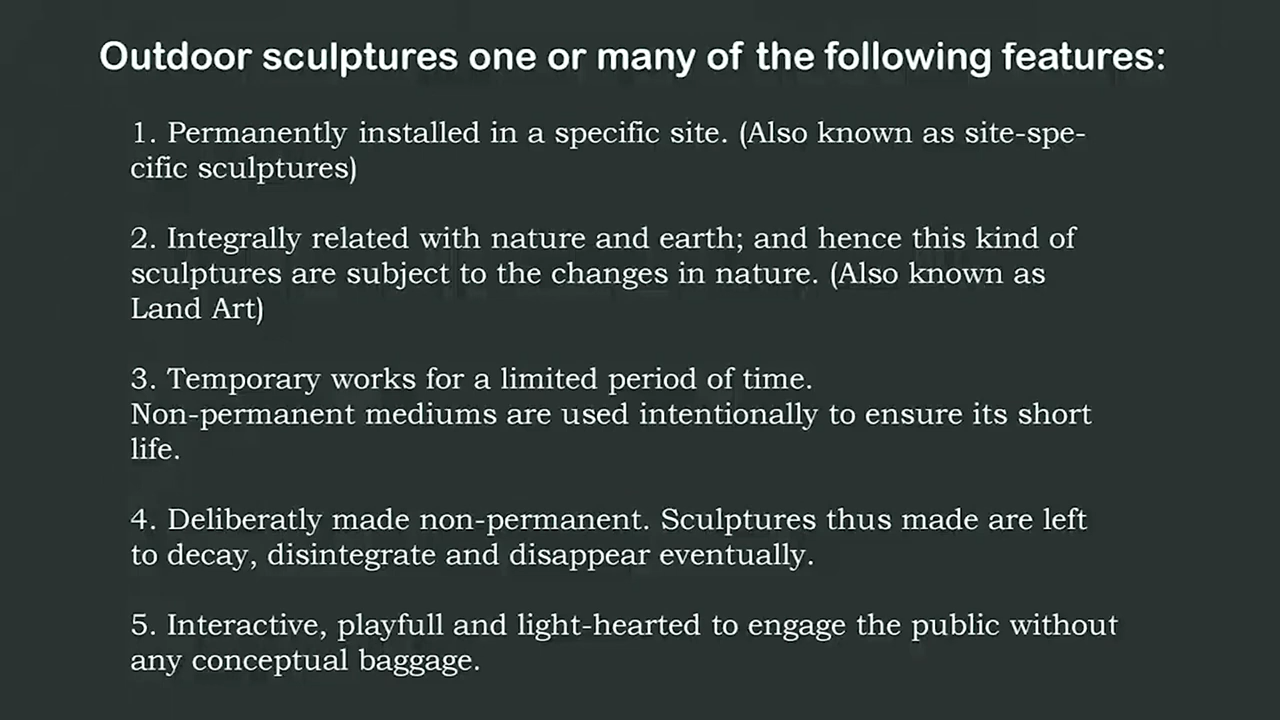 Outdoor sculptures one or many of the following features:
1. Permanently installed in a specific site. (Also known as site-spe-
cific sculptures)
2. Integrally related with nature and earth; and hence this kind of
sculptures are subject to the changes in nature. (Also known as
Land Art)
3. Temporary works for a limited period of time.
Non-permanent mediums are used intentionally to ensure its short
life.
4. Deliberatly made non-permanent. Sculptures thus made are left
to decay, disintegrate and disappear eventually.
5. Interactive, playfull and light-hearted to engage the public without
any conceptual baggage.